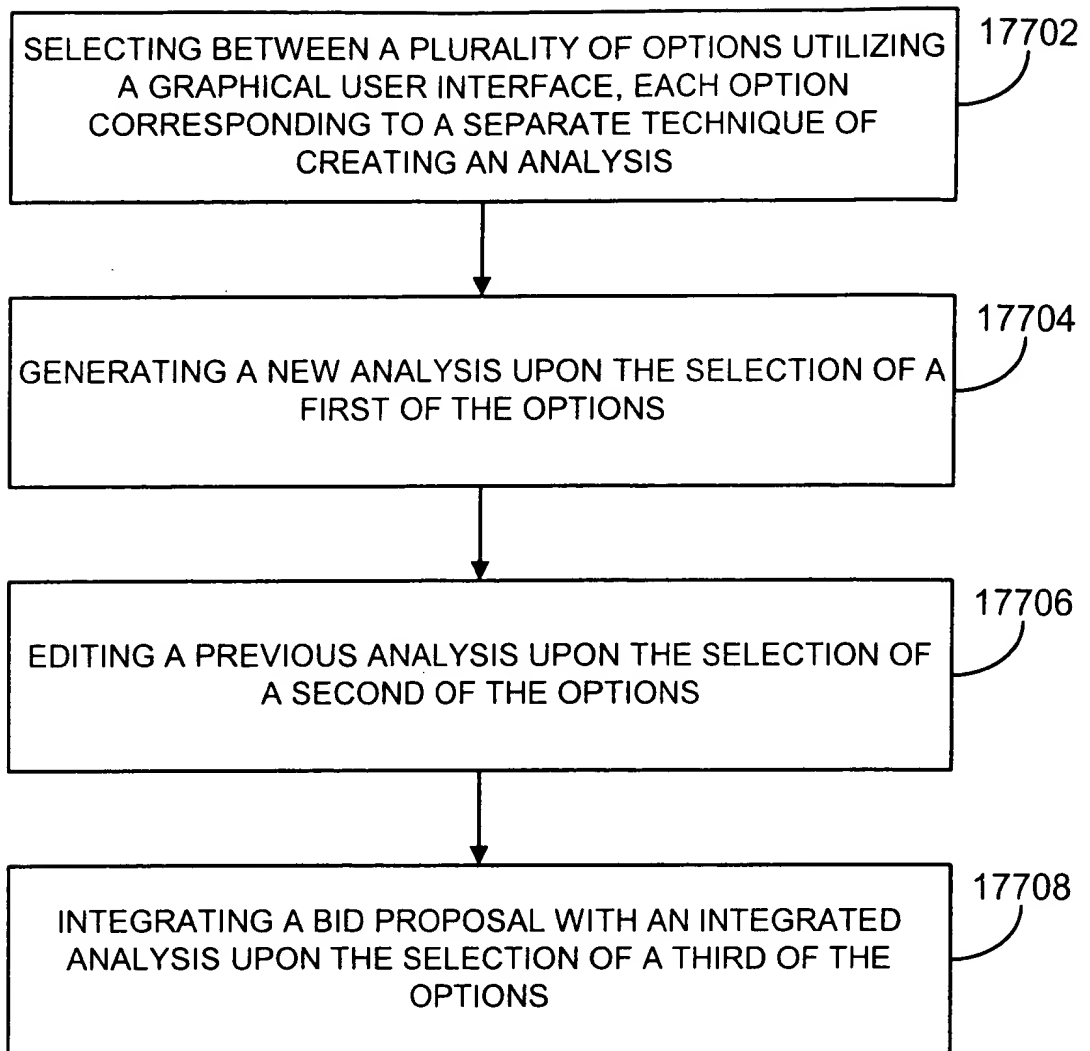 SELECTING BETWEEN A PLURALITY OF OPTIONS UTILIZING
A GRAPHICAL USER INTERFACE, EACH OPTION
CORRESPONDING TO A SEPARATE TECHNIQUE OF
CREATING AN ANALYSIS
17702
GENERATING A NEW ANALYSIS UPON THE SELECTION OF A
FIRST OF THE OPTIONS
17704
EDITING A PREVIOUS ANALYSIS UPON THE SELECTION OF
A SECOND OF THE OPTIONS
17706
INTEGRATING A BID PROPOSAL WITH AN INTEGRATED
ANALYSIS UPON THE SELECTION OF A THIRD OF THE
OPTIONS
17708